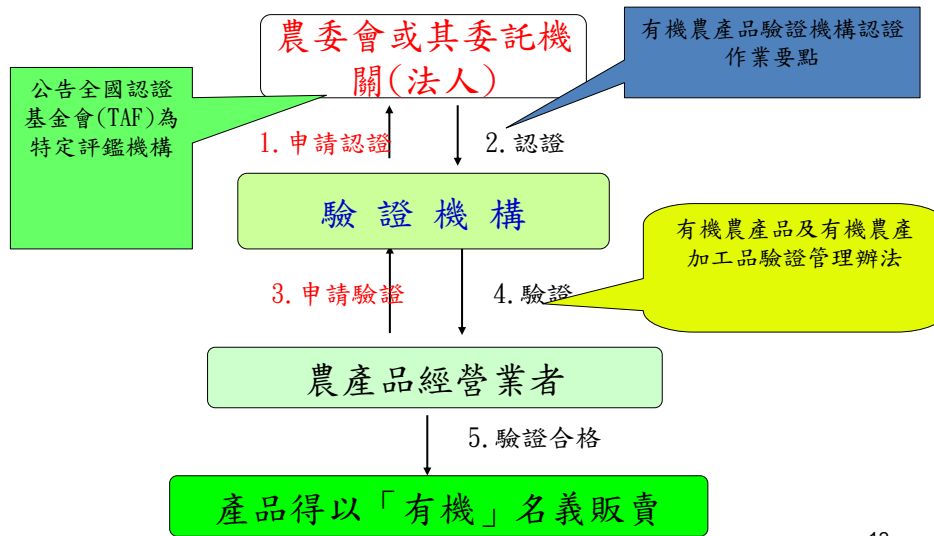 農委會或其委託機
關(法人)
有機農產品驗證機構認證
作業要點
公告全國認證
基金會(TAF)為
特定評鑑機構
1.申請認證
2.認證
驗證機構
有機農產品及有機農產
加工品驗證管理辦法
3.申請驗證
4.驗證
農產品經營業者
5.驗證合格
產品得以「有機」名義販賣